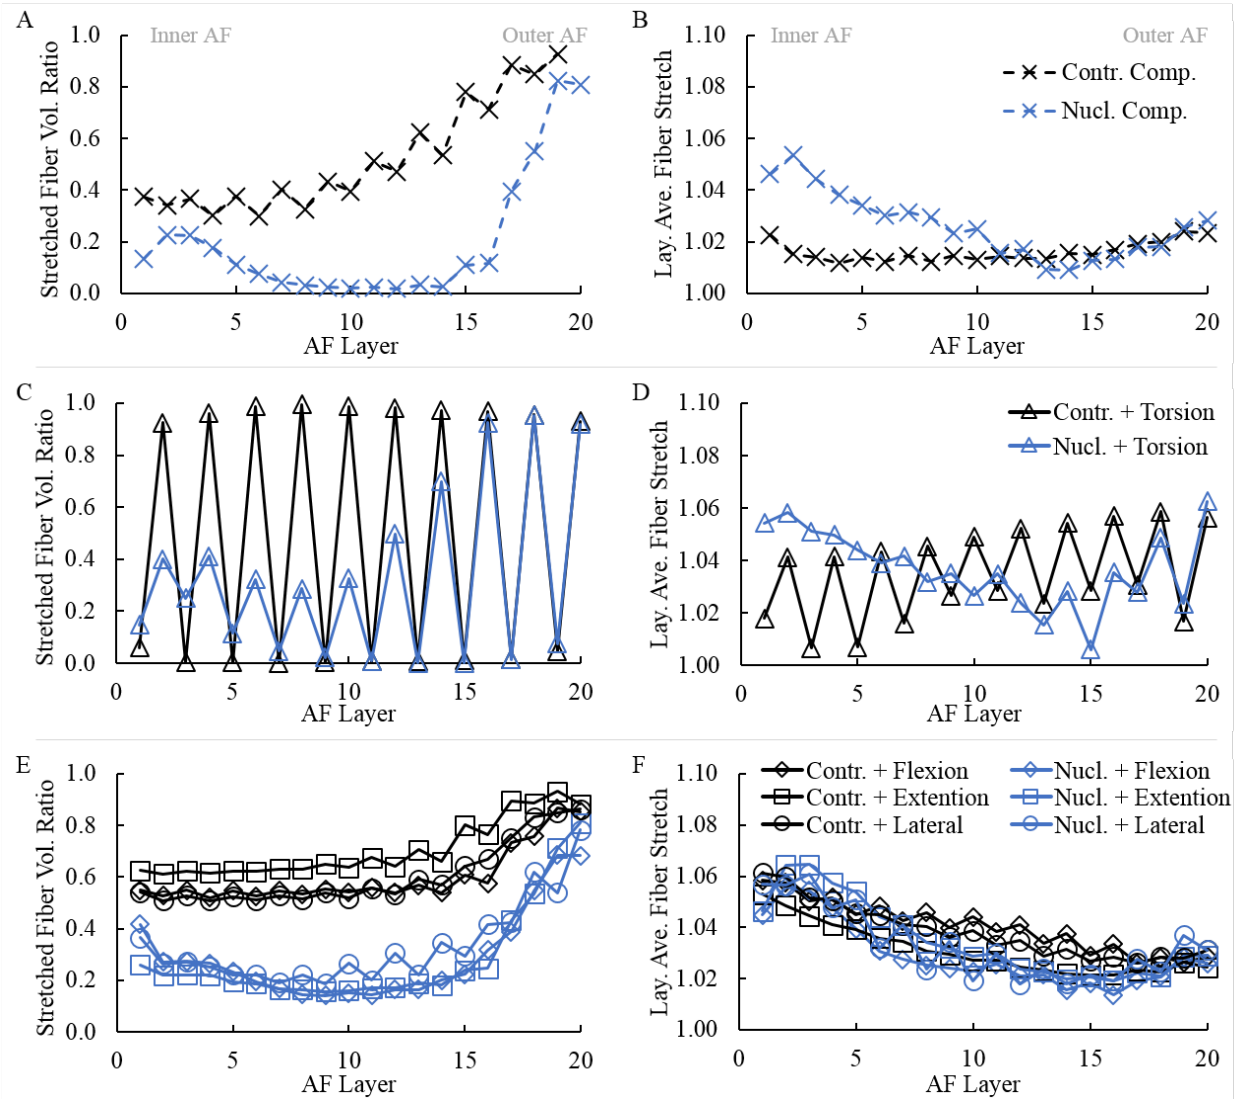 A
Inner AF
Outer AF
1.0
0.8
0.6
0.4
0.2
0.0
Stretched Fiber Vol. Ratio
0
5
10
15
20
AF Layer
B
Inner AF
Outer AF
1.10
1.08
1.06
1.04
1.02
1.00
Lay. Ave. Fiber Stretch
Contr. Comp.
Nucl. Comp.
0
5
10
15
20
AF Layer
C
1.0
0.8
0.6
0.4
0.2
0.0
Stretched Fiber Vol. Ratio
0
5
10
15
20
AF Layer
D
1.10
1.08
1.06
1.04
1.02
1.00
Lay. Ave. Fiber Stretch
Contr. + Torsion
Nucl. + Torsion
0
5
10
15
20
AF Layer
E
1.0
0.8
0.6
0.4
0.2
0.0
Stretched Fiber Vol. Ratio
0
5
10
15
20
AF Layer
F
1.10
1.08
1.06
1.04
1.02
1.00
Lay. Ave. Fiber Stretch
Contr. + Flexion
Contr. + Extention
Contr. + Lateral
Nucl. + Flexion
Nucl. + Extention
Nucl. + Lateral
0
5
10
15
20
AF Layer